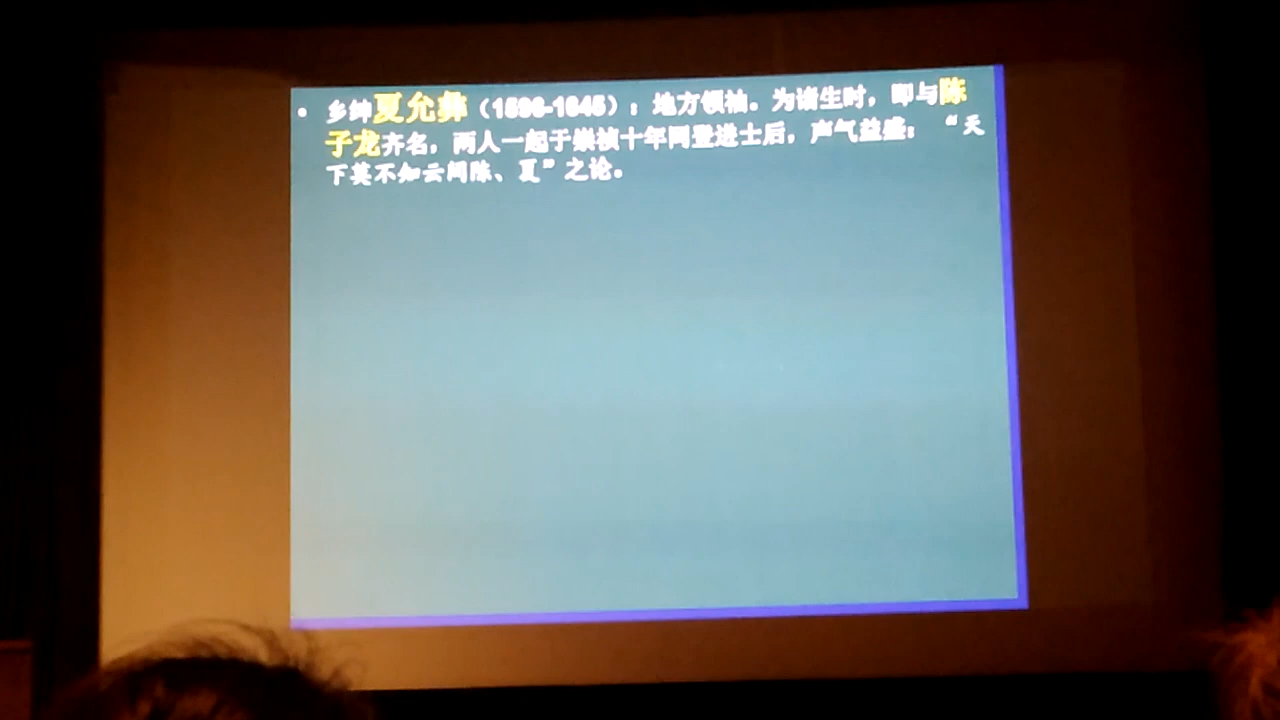 • 乡绅夏允彝（1596-1645）：地方领袖。为诸生时，即与陈
子龙齐名，两人一起于崇祯十年同登进士后，声气益盛； “天
下莫不知云间陈、夏”之论。